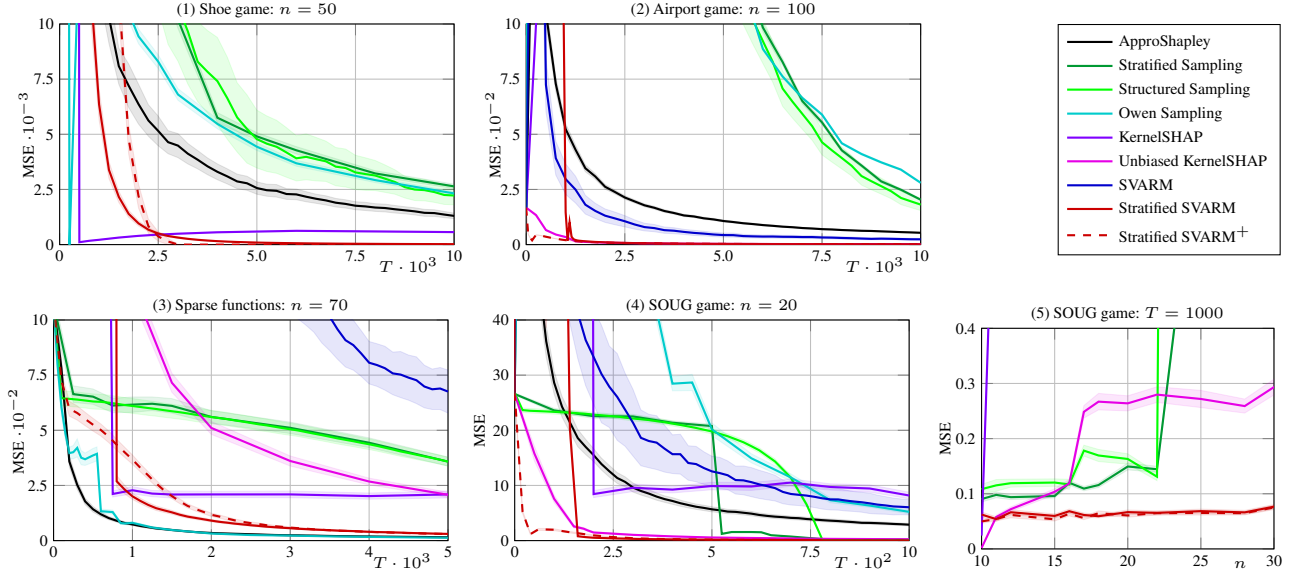 (1) Shoe game: n = 50
10
7.5
5
2.5
0
MSE ·10⁻³
0
2.5
5.0
7.5
10
T · 10³
(2) Airport game: n = 100
10
7.5
5
2.5
0
MSE ·10⁻²
0
2.5
5.0
7.5
10
T · 10³
ApproShapley
Stratified Sampling
Structured Sampling
Owen Sampling
KernelSHAP
Unbiased KernelSHAP
SVARM
Stratified SVARM
Stratified SVARM⁺
(3) Sparse functions: n = 70
10
7.5
5
2.5
0
MSE ·10⁻²
0
1
2
3
4
5
T · 10³
(4) SOUG game: n = 20
40
30
20
10
0
MSE
0
2.5
5
7.5
10
T · 10²
(5) SOUG game: T = 1000
0.4
0.3
0.2
0.1
0
MSE
10
15
20
25
30
n